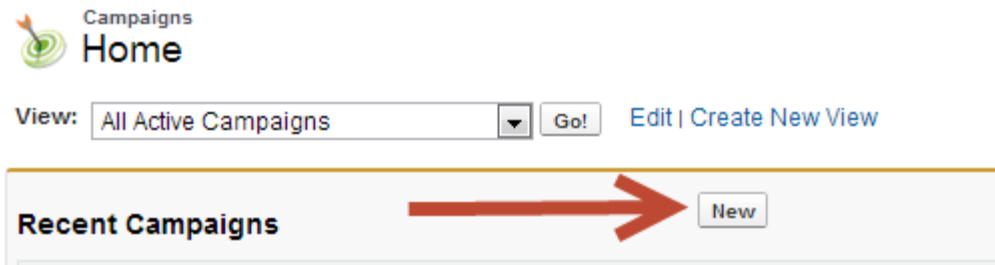 Campaigns
Home
View: All Active Campaigns Go! Edit | Create New View
Recent Campaigns New